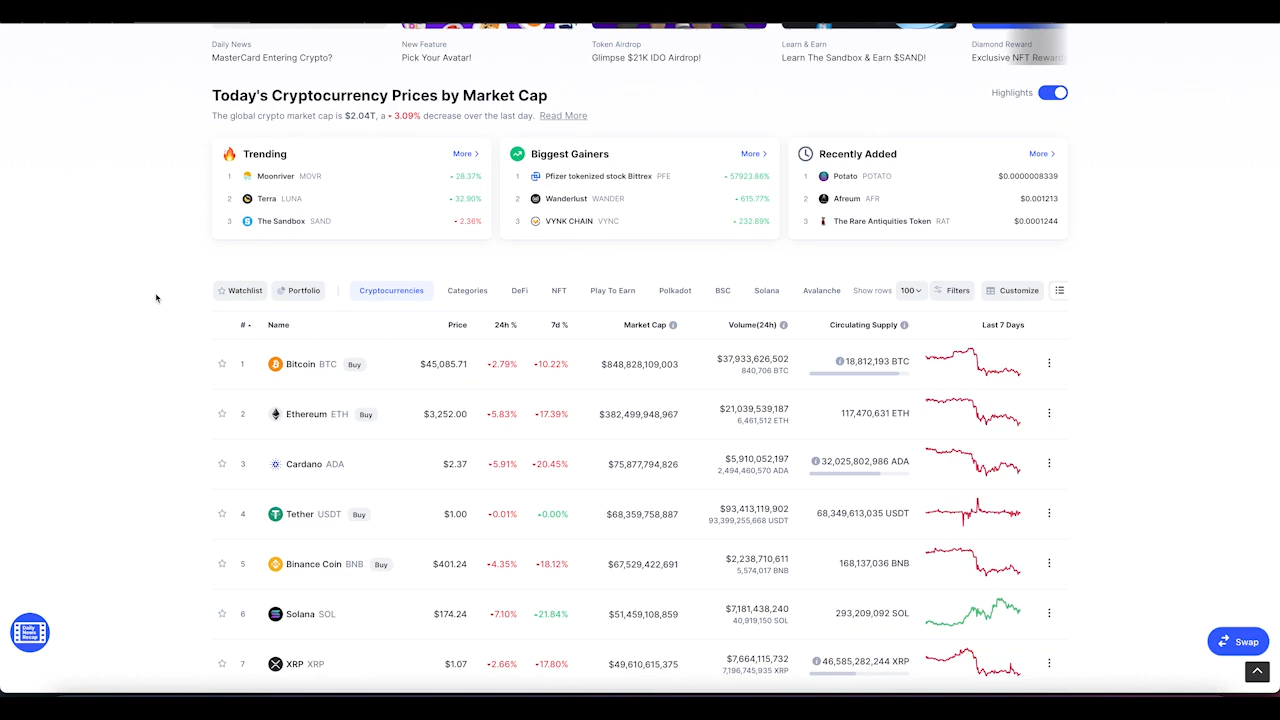 Daily News
MasterCard Entering Crypto?
New Feature
Pick Your Avatar!
Token Airdrop
Glimpse $21K IDO Airdrop!
Learn & Earn
Learn The Sandbox & Earn $SAND!
Diamond Reward
Exclusive NFT Reward
Today's Cryptocurrency Prices by Market Cap
Highlights
The global crypto market cap is $2.04T, a 3.09% decrease over the last day. Read More
Trending More
1 Moonriver MOVR 28.37%
2 Terra LUNA 32.90%
3 The Sandbox SAND 2.36%
Biggest Gainers More
1 Pfizer tokenized stock Bittrex PFE 57923.86%
2 Wanderlust WANDER 615.77%
3 VYNK CHAIN VYNC 232.89%
Recently Added More
1 Potato POTATO $0.0000008339
2 Afreum AFR $0.001213
3 The Rare Antiquities Token RAT $0.0001244
Watchlist Portfolio Cryptocurrencies Categories DeFi NFT Play To Earn Polkadot BSC Solana Avalanche Show rows 100 Filters Customize
# Name Price 24h % 7d % Market Cap Volume(24h) Circulating Supply Last 7 Days
1 Bitcoin BTC Buy $45,085.71 2.79% 10.22% $848,828,109,003 $37,933,626,502 18,812,193 BTC
840,706 BTC
2 Ethereum ETH Buy $3,252.00 5.83% 17.39% $382,499,948,967 $21,039,539,187 117,470,631 ETH
6,461,512 ETH
3 Cardano ADA $2.37 5.91% 20.45% $75,877,794,826 $5,910,052,197 32,025,802,986 ADA
2,494,460,570 ADA
4 Tether USDT Buy $1.00 0.01% 0.00% $68,359,758,887 $93,413,119,902 68,349,613,035 USDT
93,399,255,668 USDT
5 Binance Coin BNB Buy $401.24 4.35% 18.12% $67,529,422,691 $2,238,710,611 168,137,036 BNB
5,574,017 BNB
6 Solana SOL $174.24 7.10% 21.84% $51,459,108,859 $7,181,438,240 293,209,092 SOL
40,919,150 SOL
7 XRP XRP $1.07 2.66% 17.80% $49,610,615,375 $7,664,115,732 46,585,282,244 XRP
7,196,745,935 XRP
Daily
News
Recap
Swap